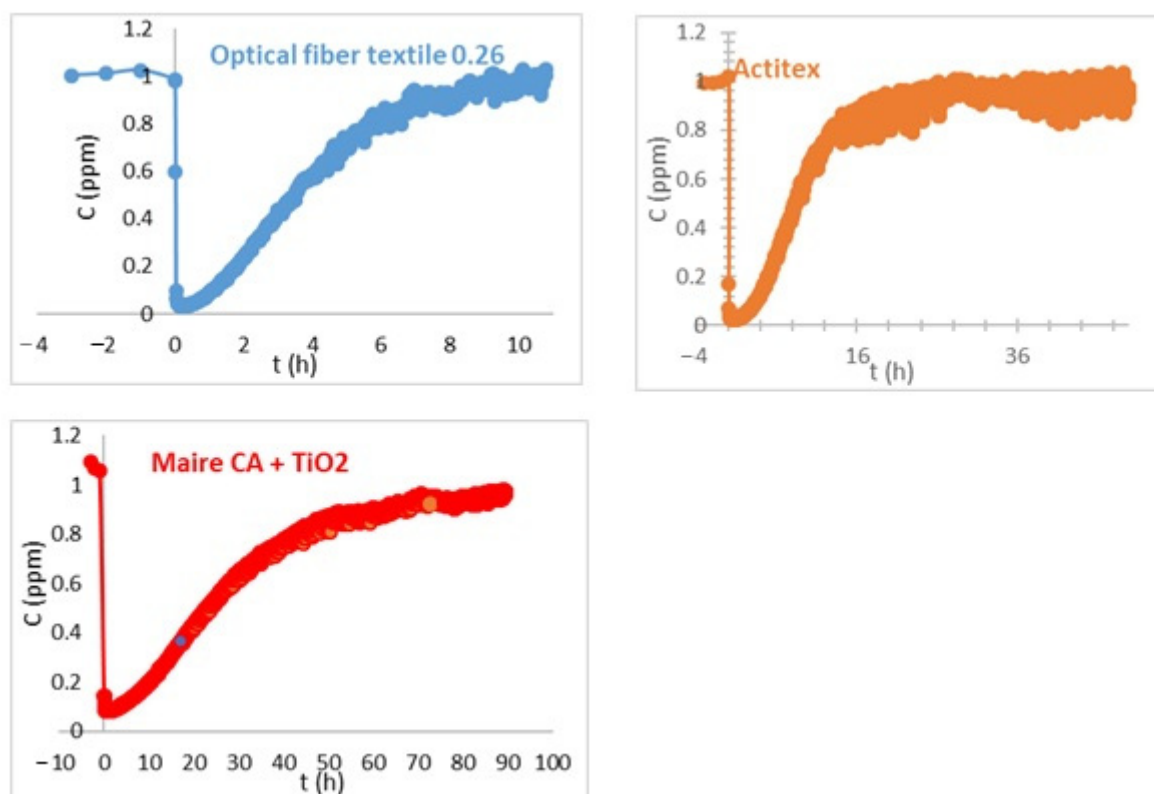 Optical fiber textile 0.26
C (ppm)
1.2
1
0.8
0.6
0.4
0.2
0
−4 −2 0 2 4 6 8 10
t (h)
Actitex
C (ppm)
1.2
1
0.8
0.6
0.4
0.2
0
−4 16 36
t (h)
Maire CA + TiO2
C (ppm)
1.2
1
0.8
0.6
0.4
0.2
0
−10 0 10 20 30 40 50 60 70 80 90 100
t (h)